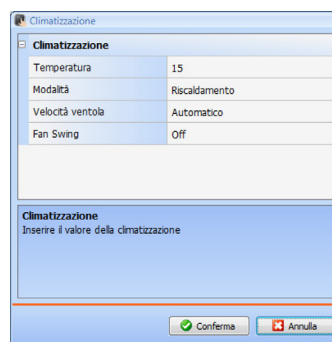 Climatizzazione
Climatizzazione
Temperatura 15
Modalità Riscaldamento
Velocità ventola Automatico
Fan Swing Off
Climatizzazione
Inserire il valore della climatizzazione
Conferma Annulla